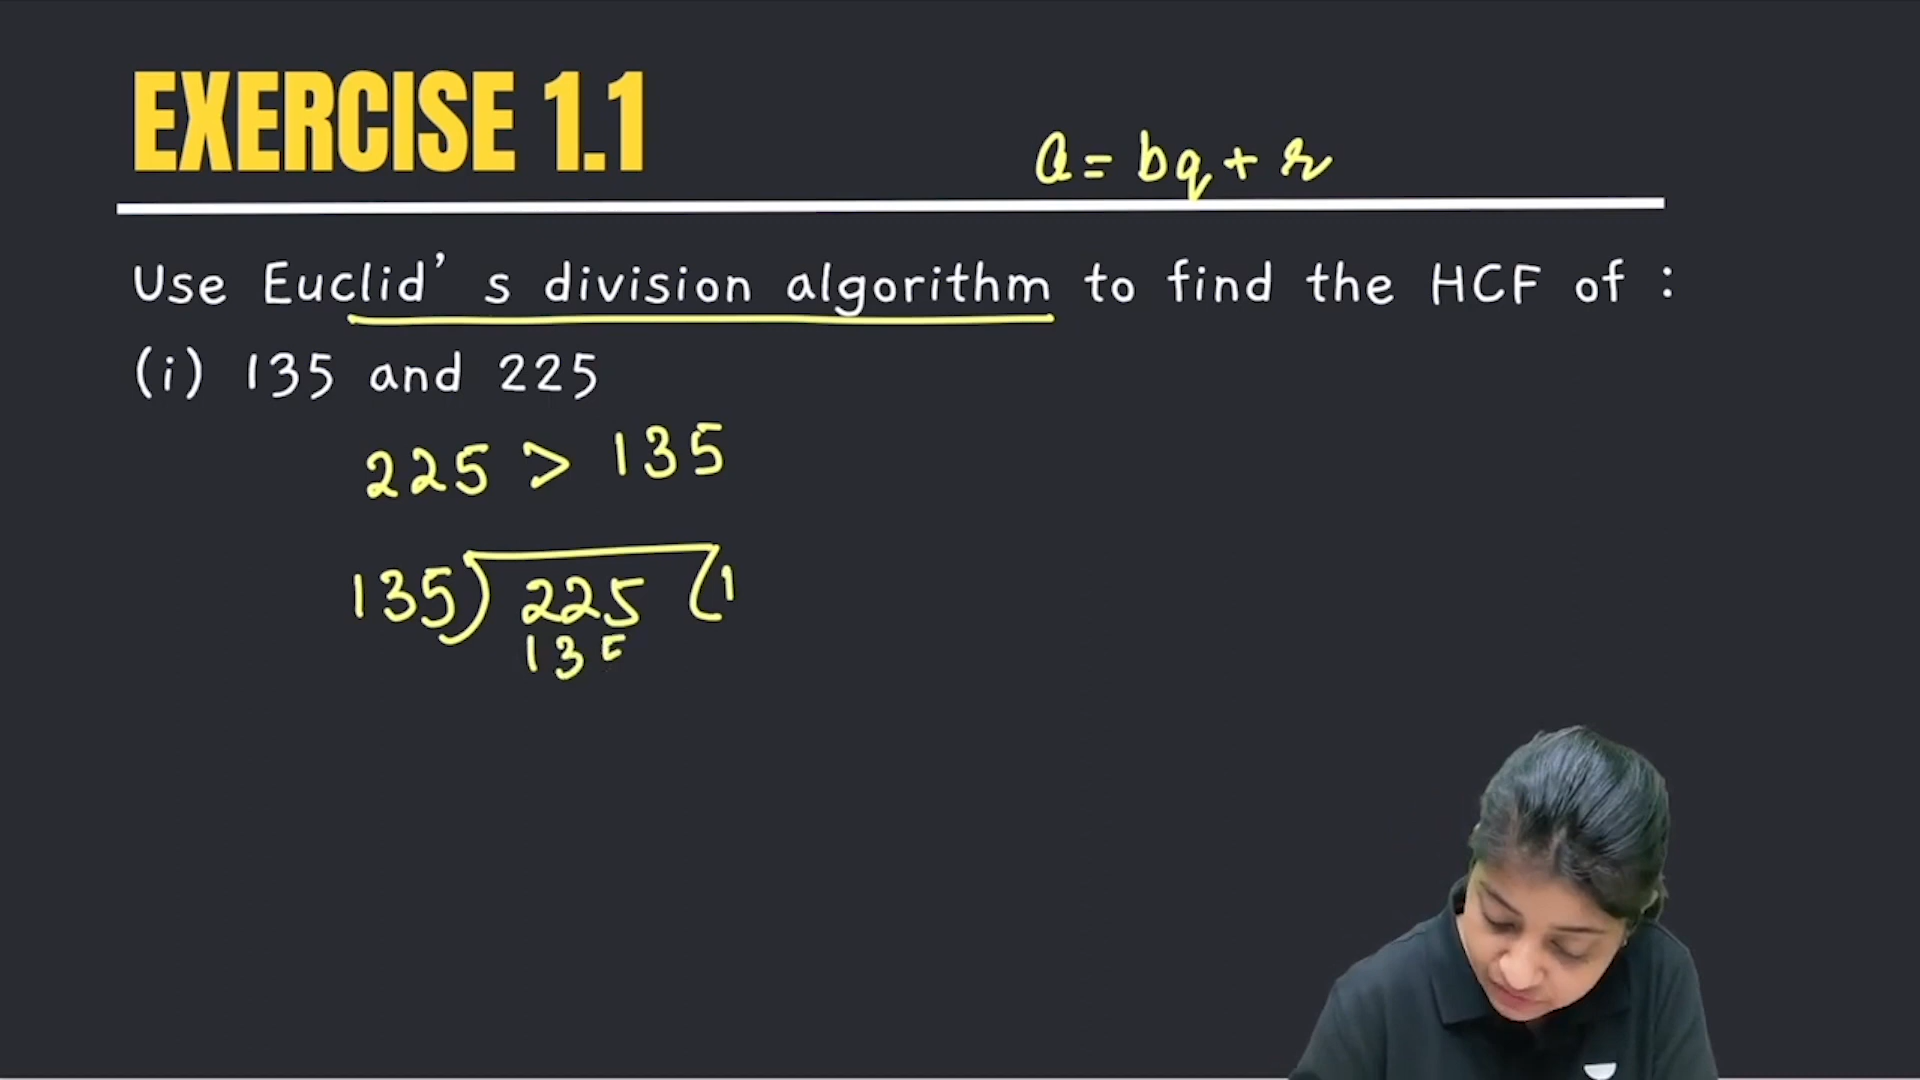 EXERCISE 1.1
a = bq + r
Use Euclid's division algorithm to find the HCF of :
(i) 135 and 225
225 > 135
135) 225 (1
135